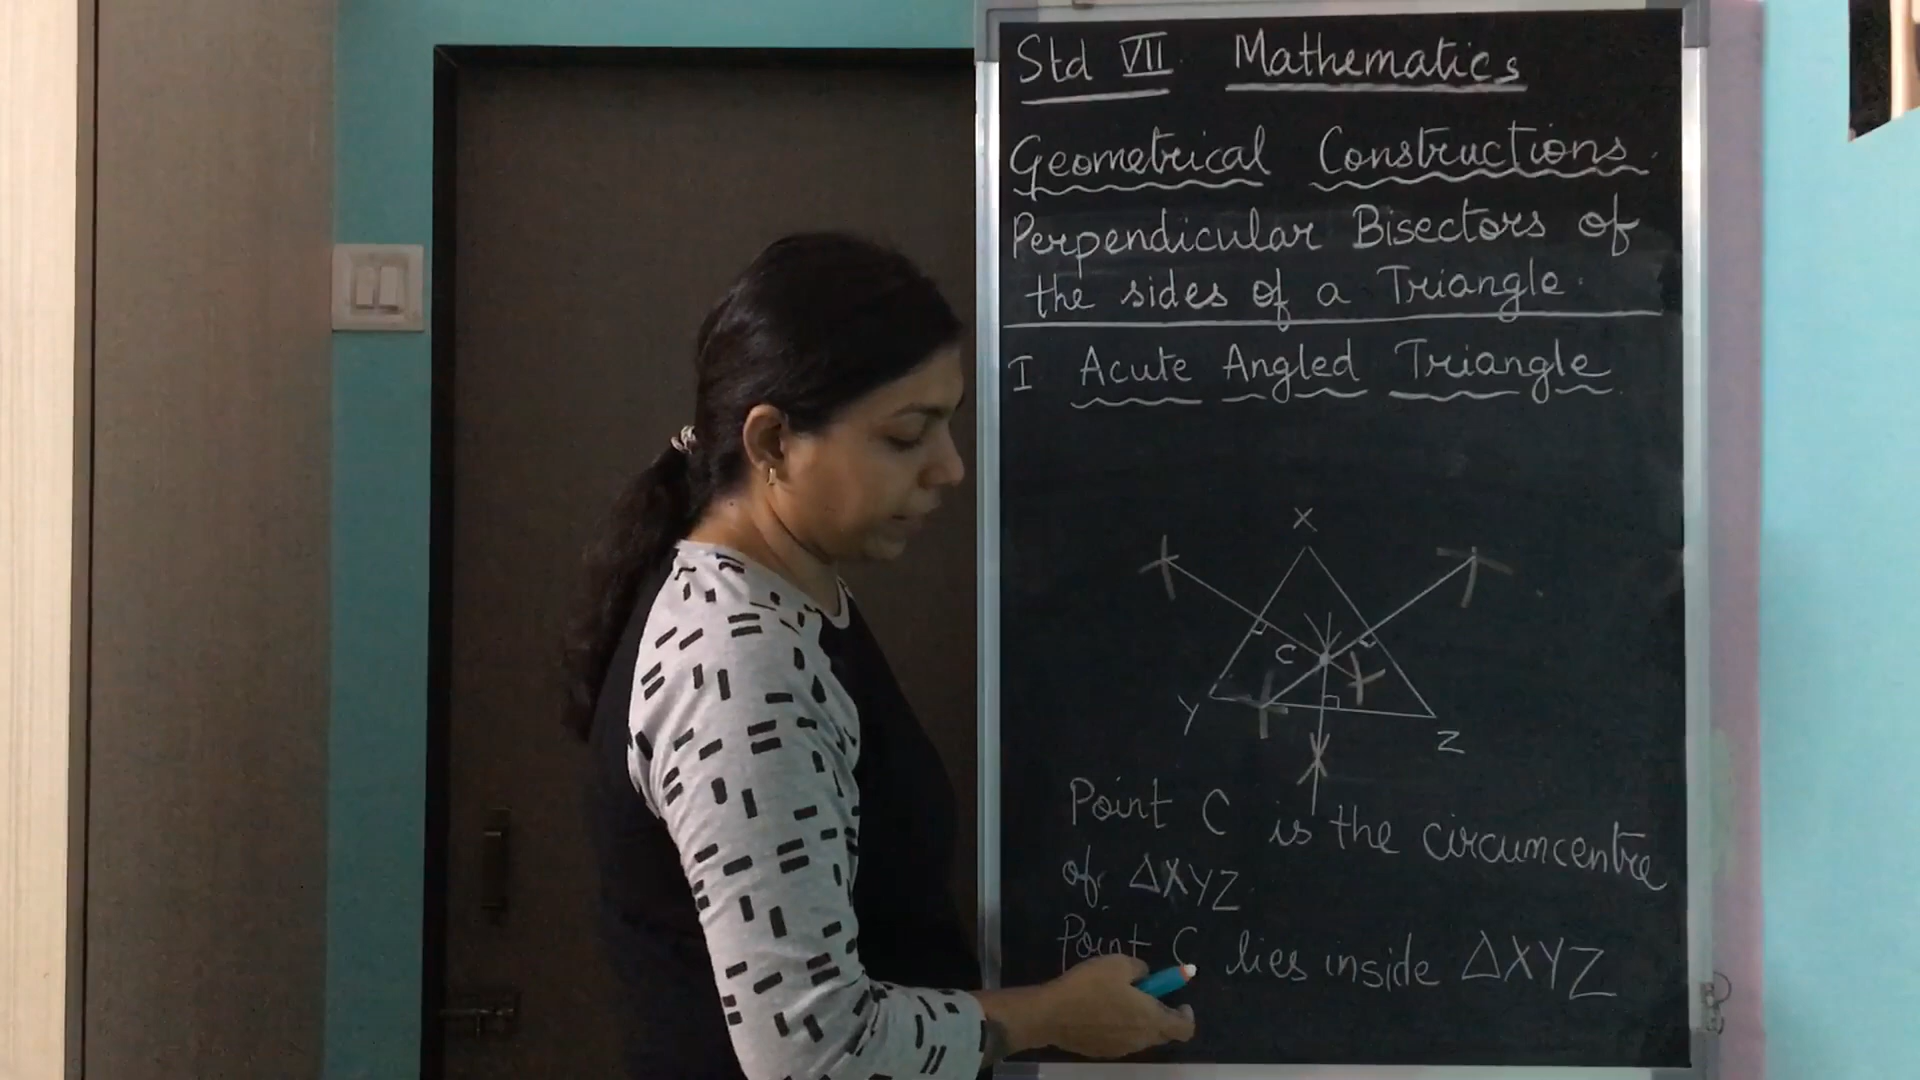 Std VII Mathematics
Geometrical Constructions.
Perpendicular Bisectors of
the sides of a Triangle.
I Acute Angled Triangle.
X
C
Y
Z
Point C is the circumcentre
of ΔXYZ
Point C lies inside ΔXYZ